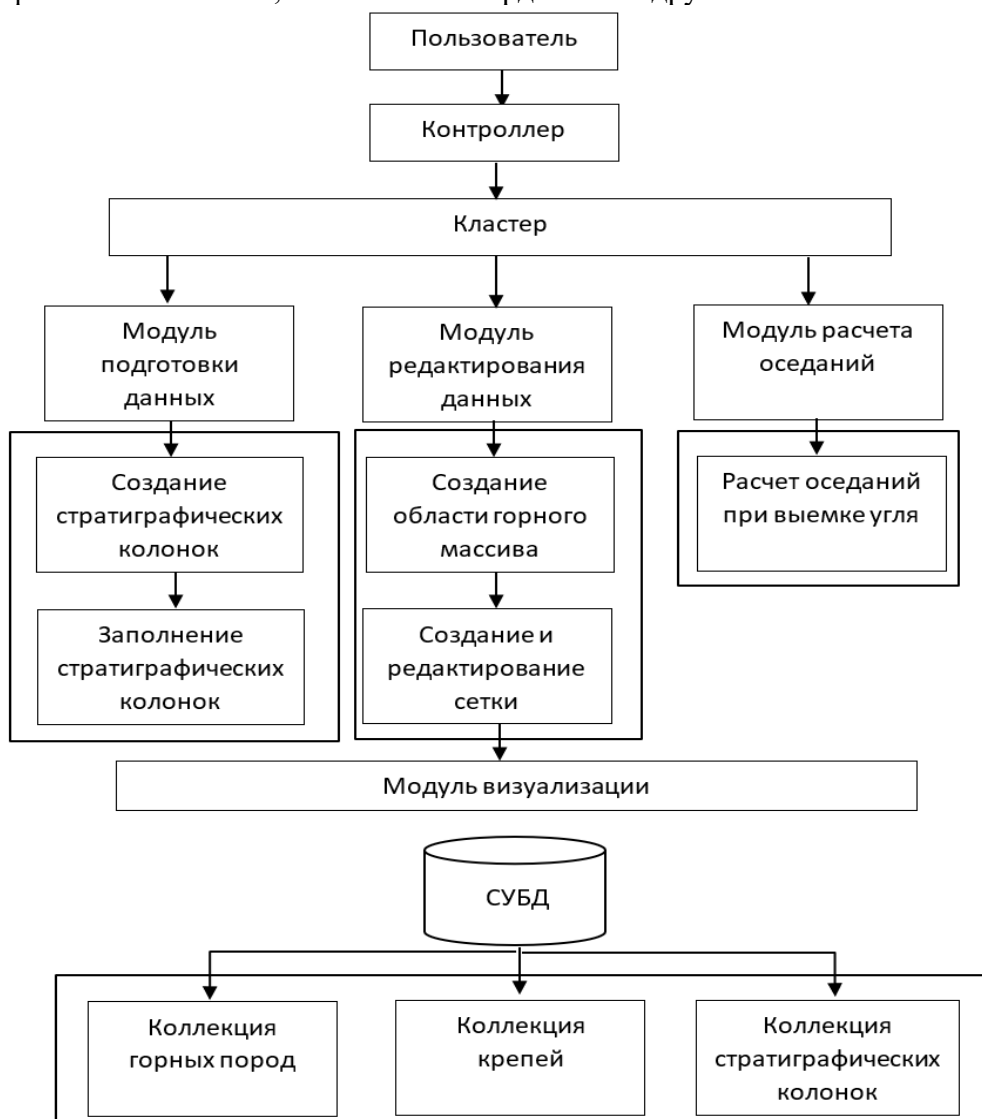 Пользователь
Контроллер
Кластер
Модуль
подготовки
данных
Модуль
редактирования
данных
Модуль расчета
оседаний
Создание
стратиграфических
колонок
Создание
области горного
массива
Расчет оседаний
при выемке угля
Заполнение
стратиграфических
колонок
Создание и
редактирование
сетки
Модуль визуализации
СУБД
Коллекция
горных пород
Коллекция
крепей
Коллекция
стратиграфических
колонок